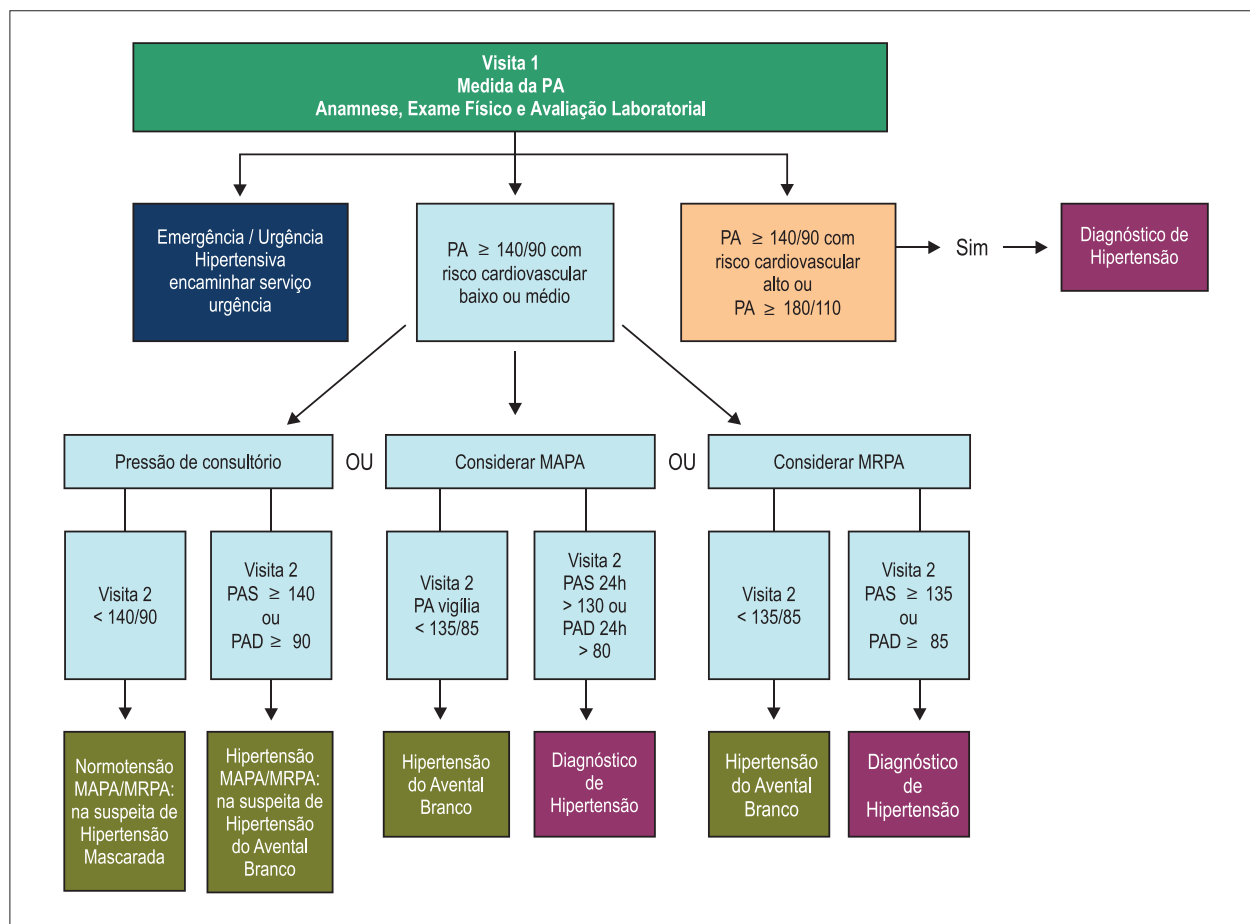 Visita 1
Medida da PA
Anamnese, Exame Físico e Avaliação Laboratorial
Emergência / Urgência
Hipertensiva
encaminhar serviço
urgência
PA ≥ 140/90 com
risco cardiovascular
baixo ou médio
PA ≥ 140/90 com
risco cardiovascular
alto ou
PA ≥ 180/110
Sim
Diagnóstico de
Hipertensão
Pressão de consultório
OU
Considerar MAPA
OU
Considerar MRPA
Visita 2
< 140/90
Visita 2
PAS ≥ 140
ou
PAD ≥ 90
Visita 2
PA vigília
< 135/85
Visita 2
PAS 24h
> 130 ou
PAD 24h
> 80
Visita 2
< 135/85
Visita 2
PAS ≥ 135
ou
PAD ≥ 85
Normotensão
MAPA/MRPA:
na suspeita de
Hipertensão
Mascarada
Hipertensão
MAPA/MRPA:
na suspeita de
Hipertensão
do Avental
Branco
Hipertensão
do Avental
Branco
Diagnóstico
de
Hipertensão
Hipertensão
do Avental
Branco
Diagnóstico
de
Hipertensão